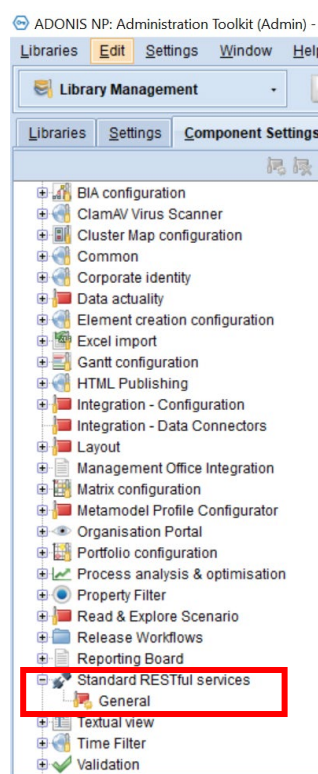 ADONIS NP: Administration Toolkit (Admin) -
Libraries Edit Settings Window Help
Library Management
Libraries Settings Component Settings
BIA configuration
ClamAV Virus Scanner
Cluster Map configuration
Common
Corporate identity
Data actuality
Element creation configuration
Excel import
Gantt configuration
HTML Publishing
Integration - Configuration
Integration - Data Connectors
Layout
Management Office Integration
Matrix configuration
Metamodel Profile Configurator
Organisation Portal
Portfolio configuration
Process analysis & optimisation
Property Filter
Read & Explore Scenario
Release Workflows
Reporting Board
Standard RESTful services
General
Textual view
Time Filter
Validation